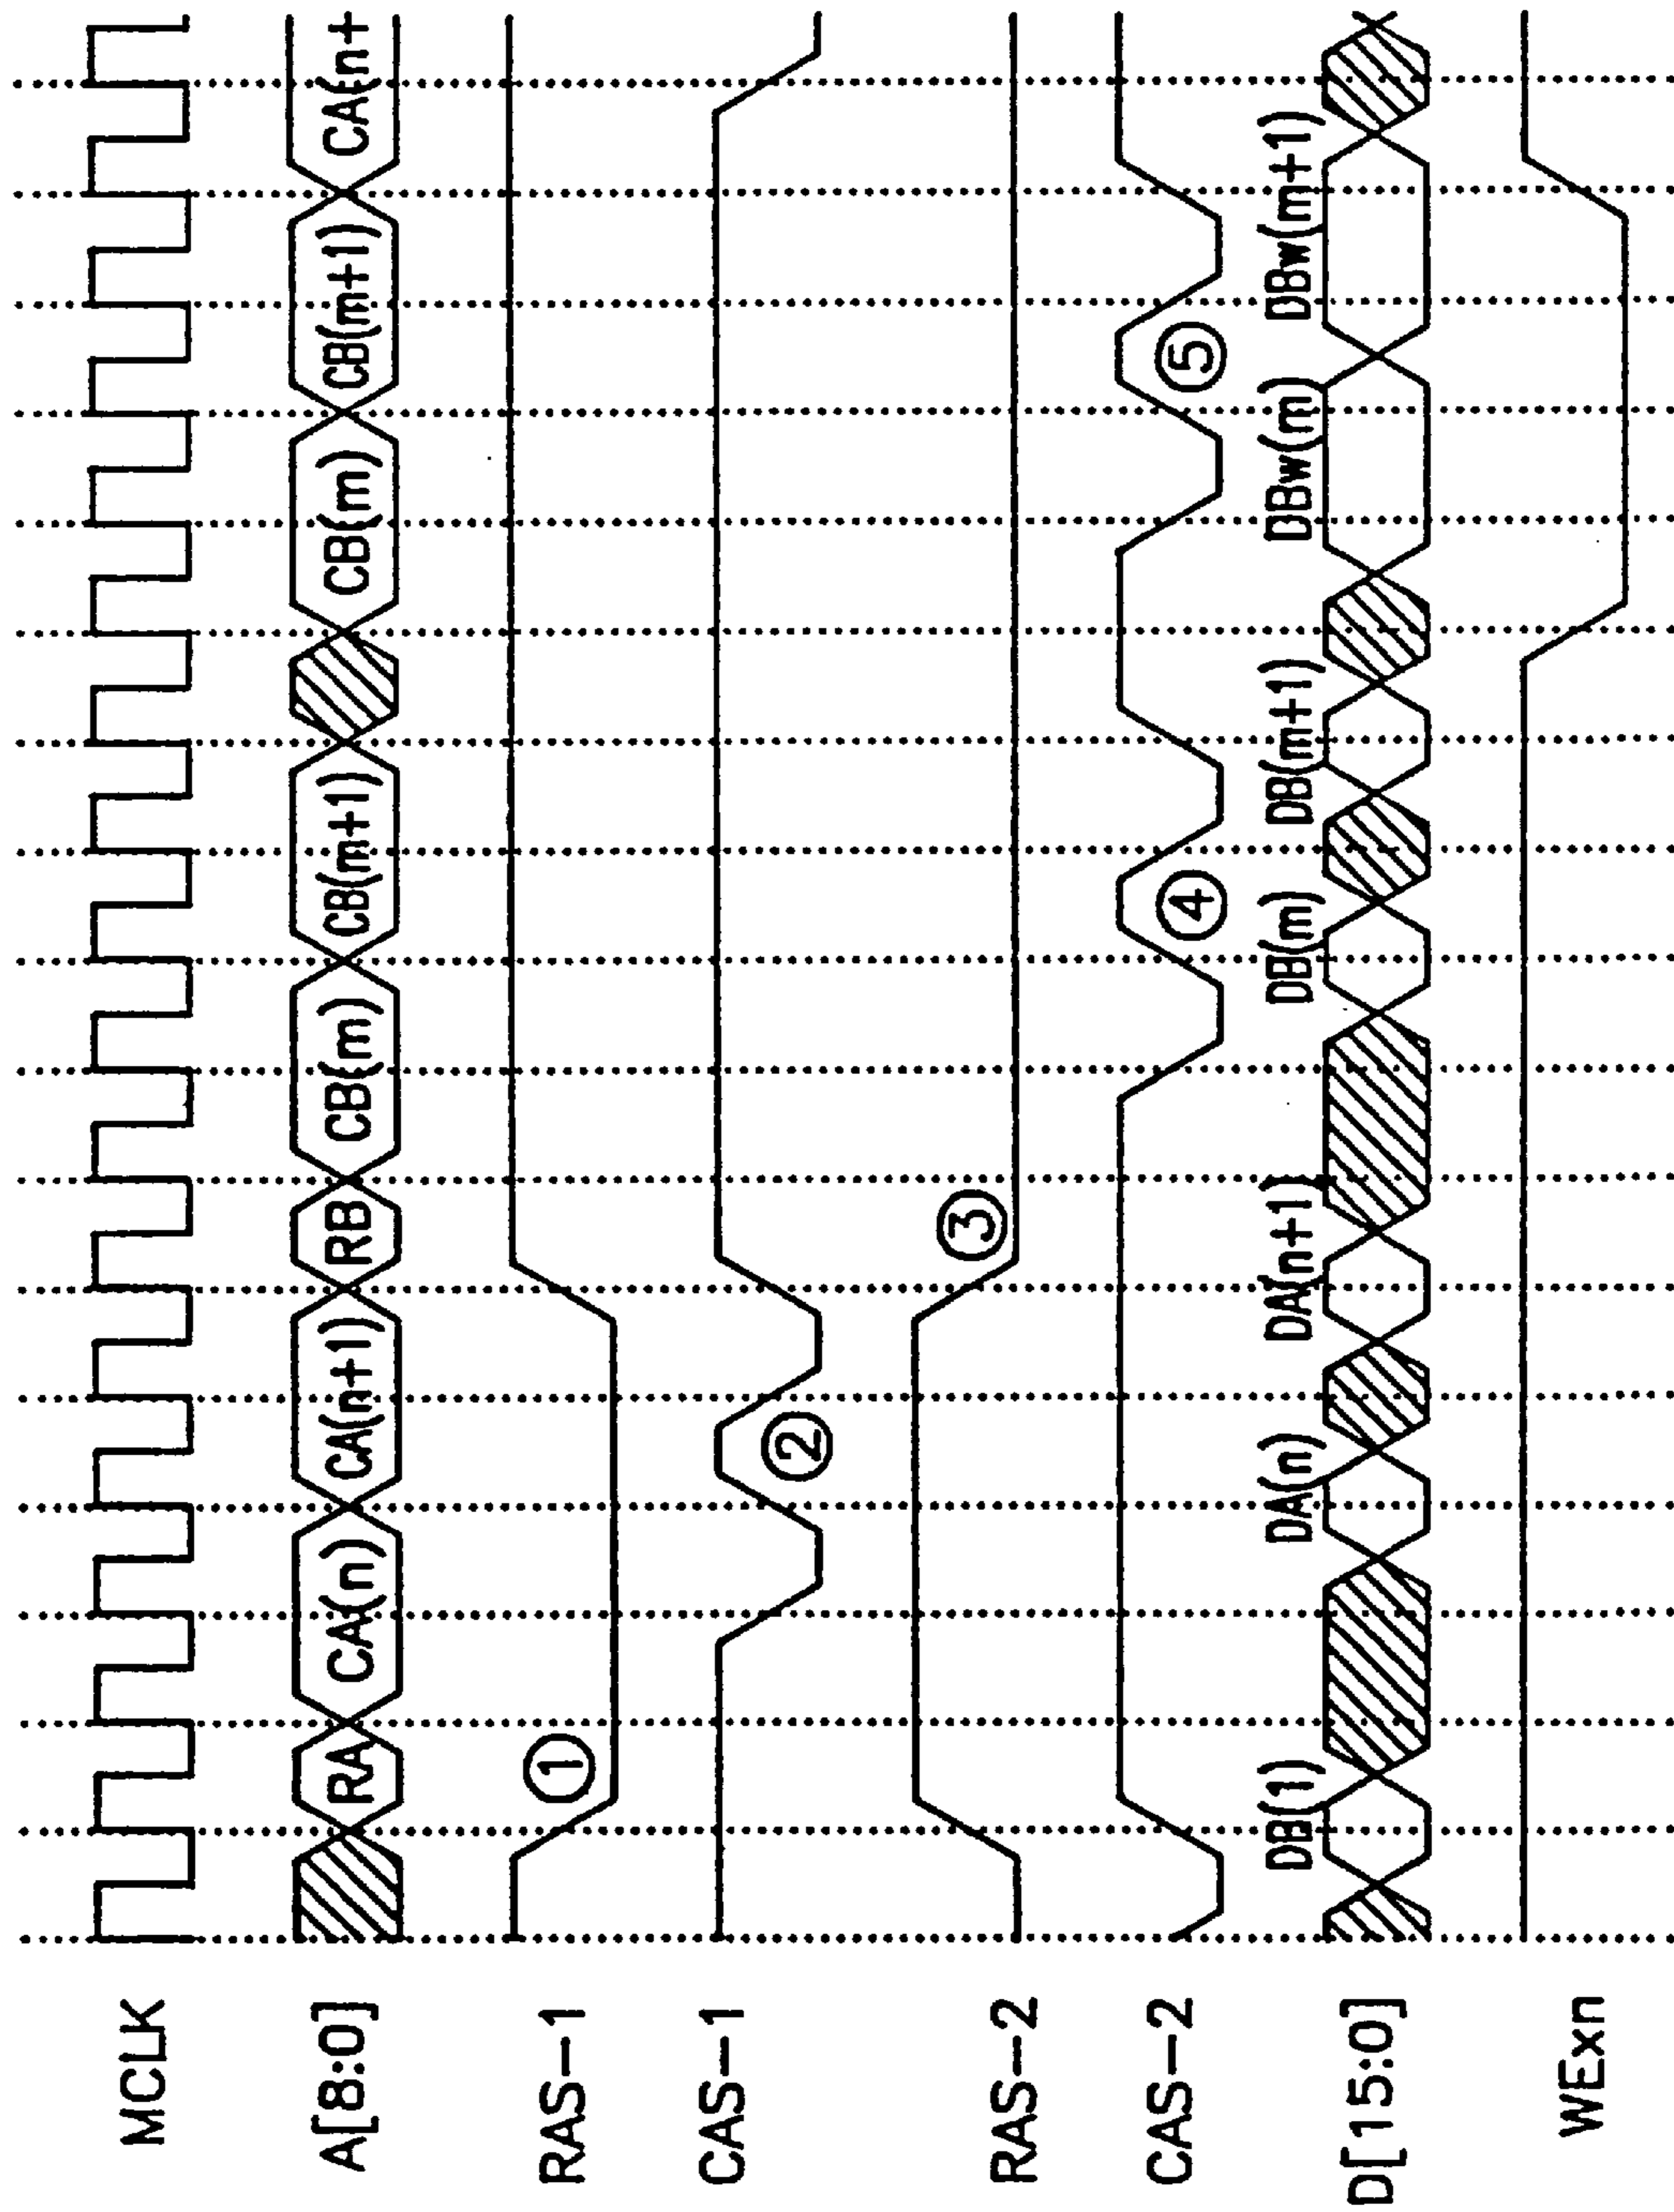 MCLK
A[8:0] RA CA(n) CA(n+1) RB CB(m) CB(m+1) CB(m) CB(m+1) CA(n+
RAS-1 ①
CAS-1 ②
RAS-2 ③
CAS-2 ④ ⑤
D[15:0] DB(1) DA(n) DA(n+1) DB(m) DB(m+1) DBw(m) DBw(m+1)
WExn